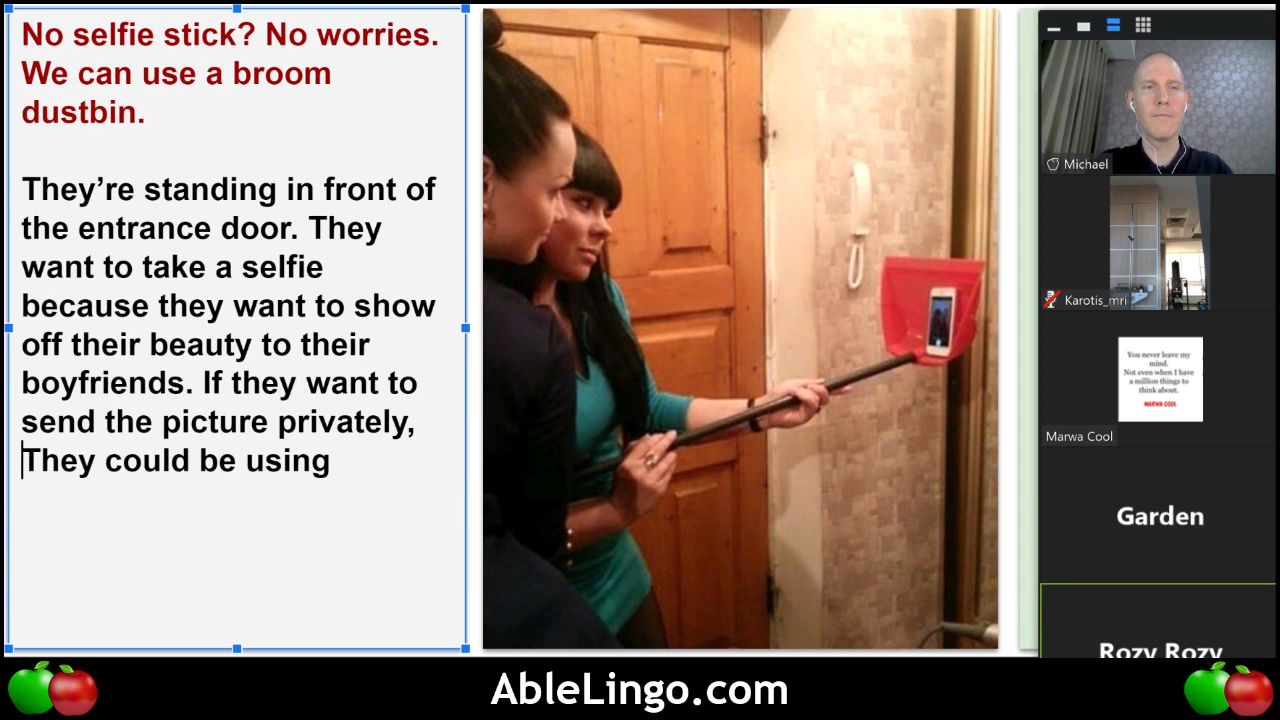 No selfie stick? No worries.
We can use a broom
dustbin.
They’re standing in front of
the entrance door. They
want to take a selfie
because they want to show
off their beauty to their
boyfriends. If they want to
send the picture privately,
They could be using
Michael
Karotis_mri
You never leave my
mind.
Not even when I have
a million things to
think about.
MARWA COOL
Marwa Cool
Garden
Rozy Rozy
AbleLingo.com